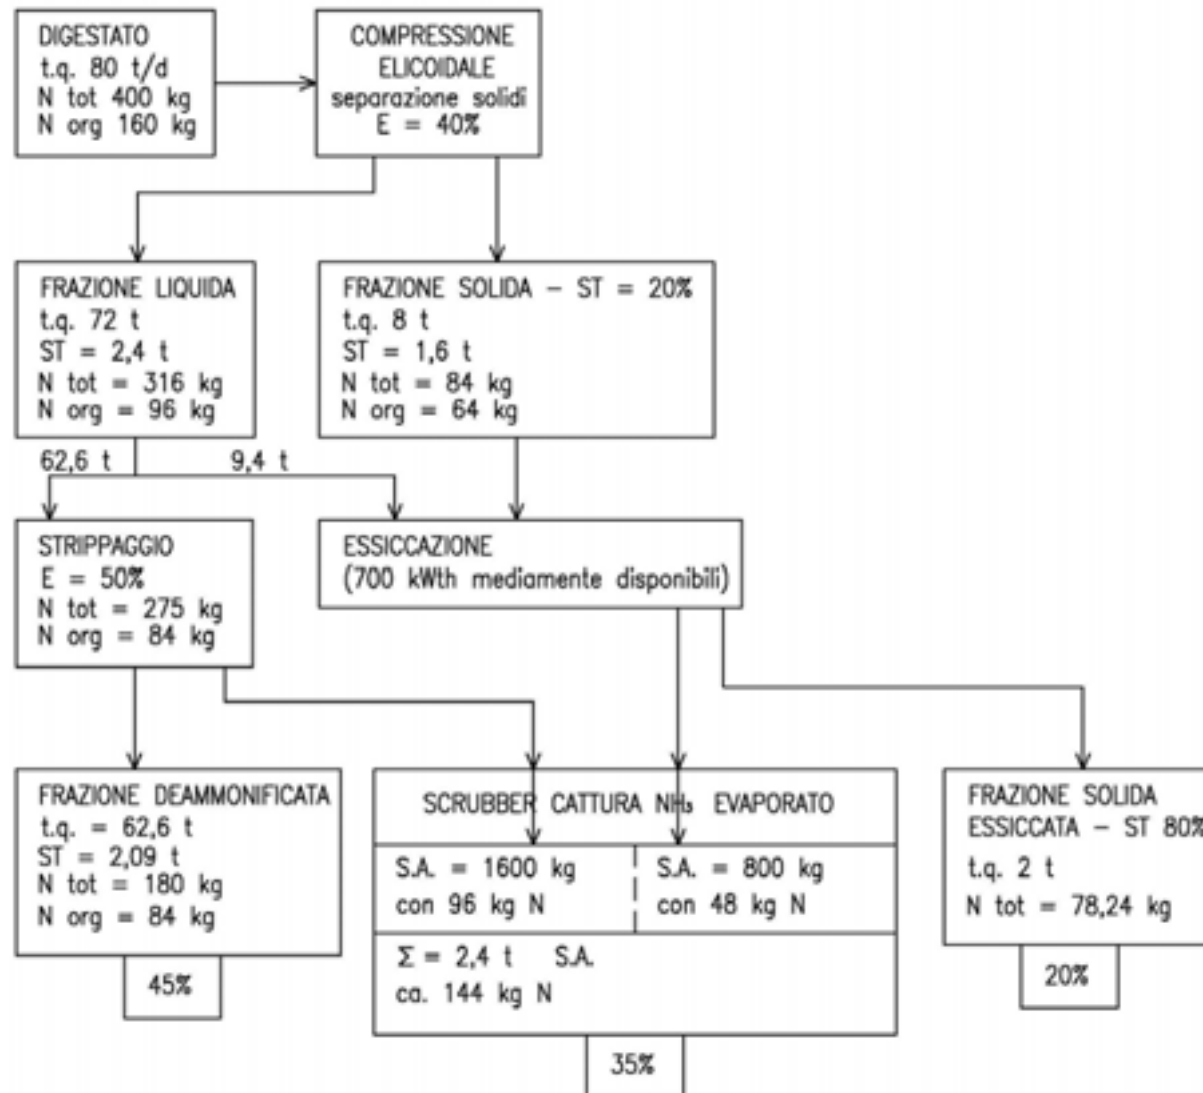 DIGESTATO
t.q. 80 t/d
N tot 400 kg
N org 160 kg
COMPRESSIONE
ELICOIDALE
separazione solidi
E = 40%
FRAZIONE LIQUIDA
t.q. 72 t
ST = 2,4 t
N tot = 316 kg
N org = 96 kg
FRAZIONE SOLIDA – ST = 20%
t.q. 8 t
ST = 1,6 t
N tot = 84 kg
N org = 64 kg
62,6 t
9,4 t
STRIPPAGGIO
E = 50%
N tot = 275 kg
N org = 84 kg
ESSICCAZIONE
(700 kWth mediamente disponibili)
FRAZIONE DEAMMONIFICATA
t.q. = 62,6 t
ST = 2,09 t
N tot = 180 kg
N org = 84 kg
45%
SCRUBBER CATTURA NH₃ EVAPORATO
S.A. = 1600 kg
con 96 kg N
S.A. = 800 kg
con 48 kg N
Σ = 2,4 t S.A.
ca. 144 kg N
35%
FRAZIONE SOLIDA
ESSICCATA – ST 80%
t.q. 2 t
N tot = 78,24 kg
20%